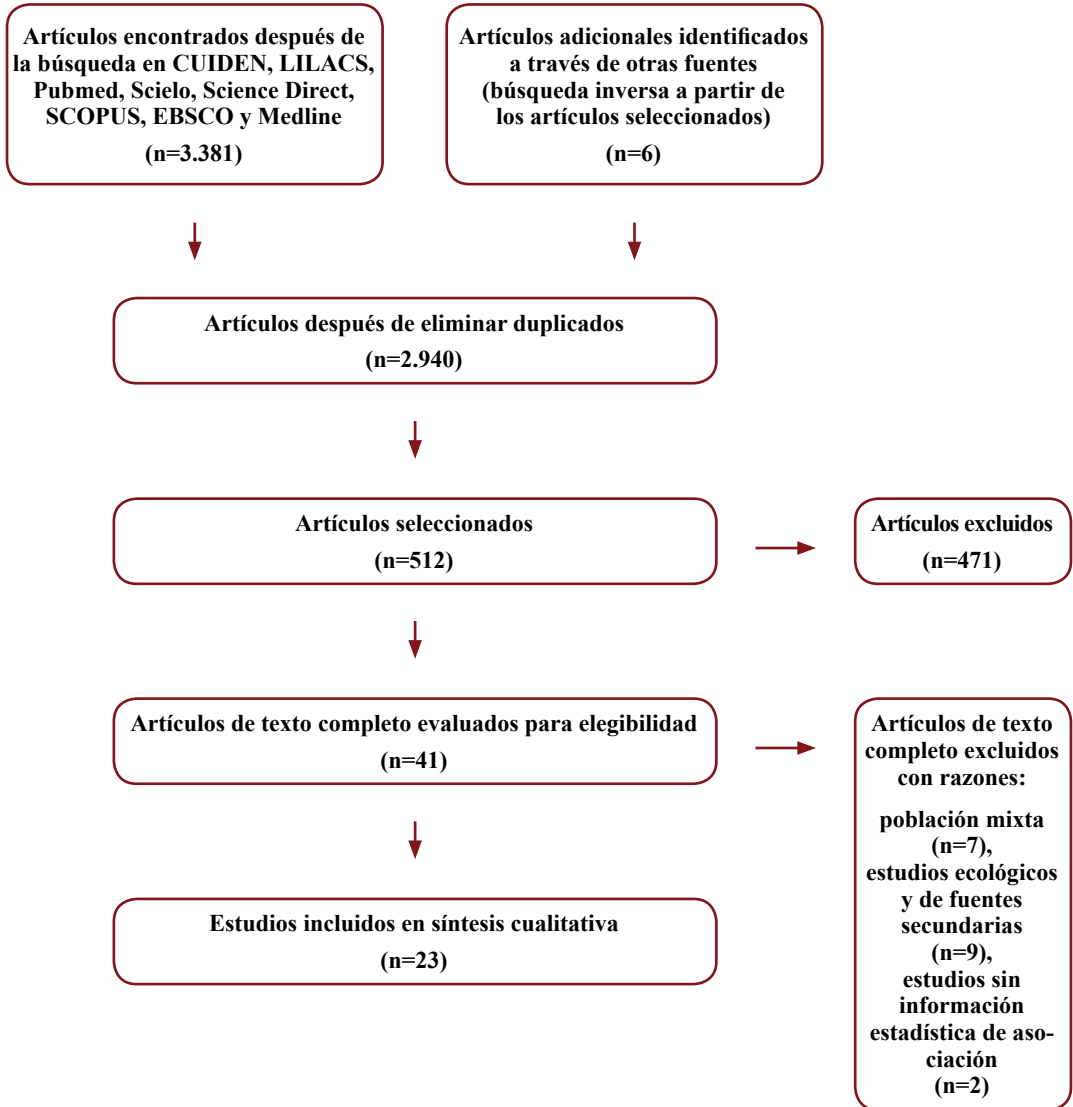 Artículos encontrados después de
la búsqueda en CUIDEN, LILACS,
Pubmed, Scielo, Science Direct,
SCOPUS, EBSCO y Medline
(n=3.381)
Artículos adicionales identificados
a través de otras fuentes
(búsqueda inversa a partir de
los artículos seleccionados)
(n=6)
Artículos después de eliminar duplicados
(n=2.940)
Artículos seleccionados
(n=512)
Artículos excluidos
(n=471)
Artículos de texto completo evaluados para elegibilidad
(n=41)
Artículos de texto
completo excluidos
con razones:
población mixta
(n=7),
estudios ecológicos
y de fuentes
secundarias
(n=9),
estudios sin
información
estadística de aso-
ciación
(n=2)
Estudios incluidos en síntesis cualitativa
(n=23)